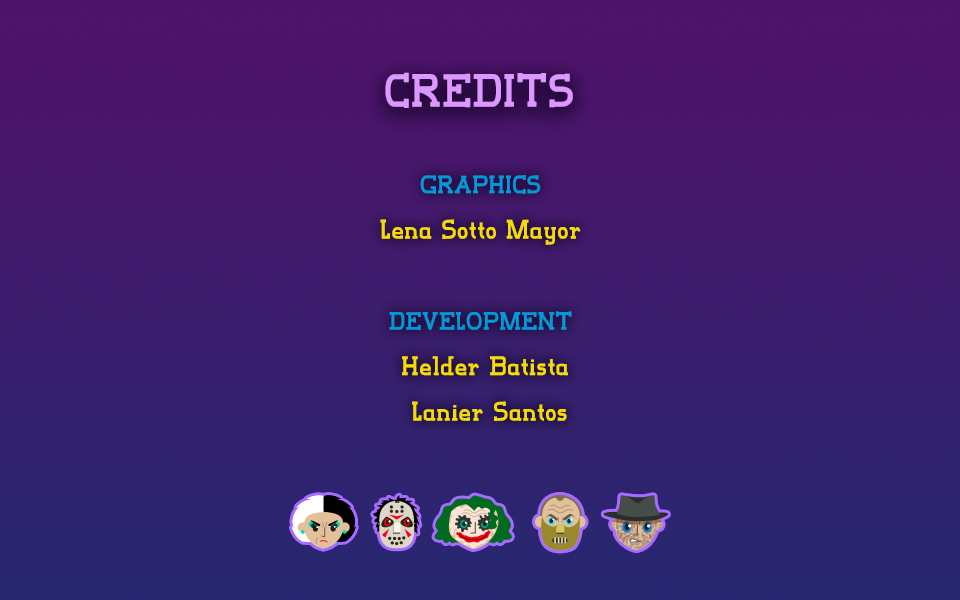 CREDITS
GRAPHICS
Lena Sotto Mayor
DEVELOPMENT
Helder Batista
Lanier Santos